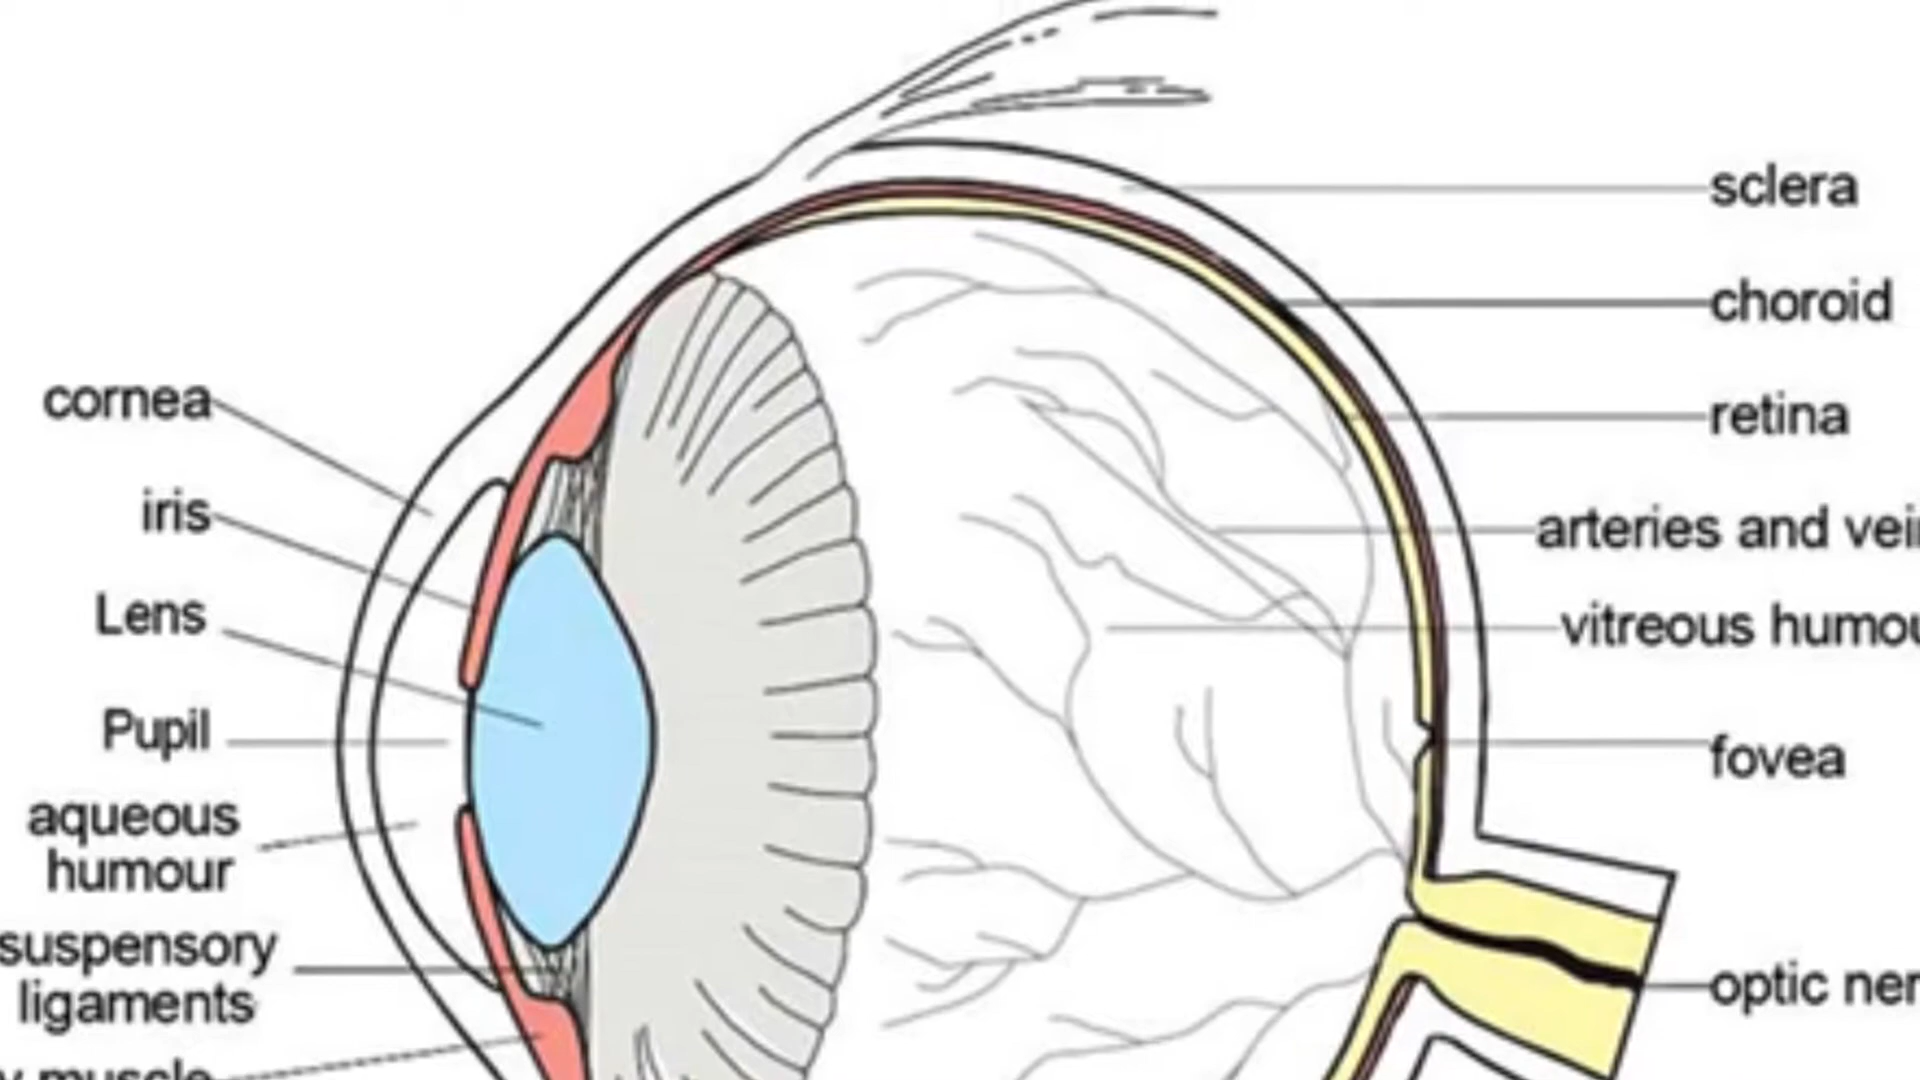 sclera
choroid
cornea
retina
iris
arteries and vei
Lens
vitreous humou
Pupil
fovea
aqueous
humour
suspensory
ligaments
optic ner
y muscle